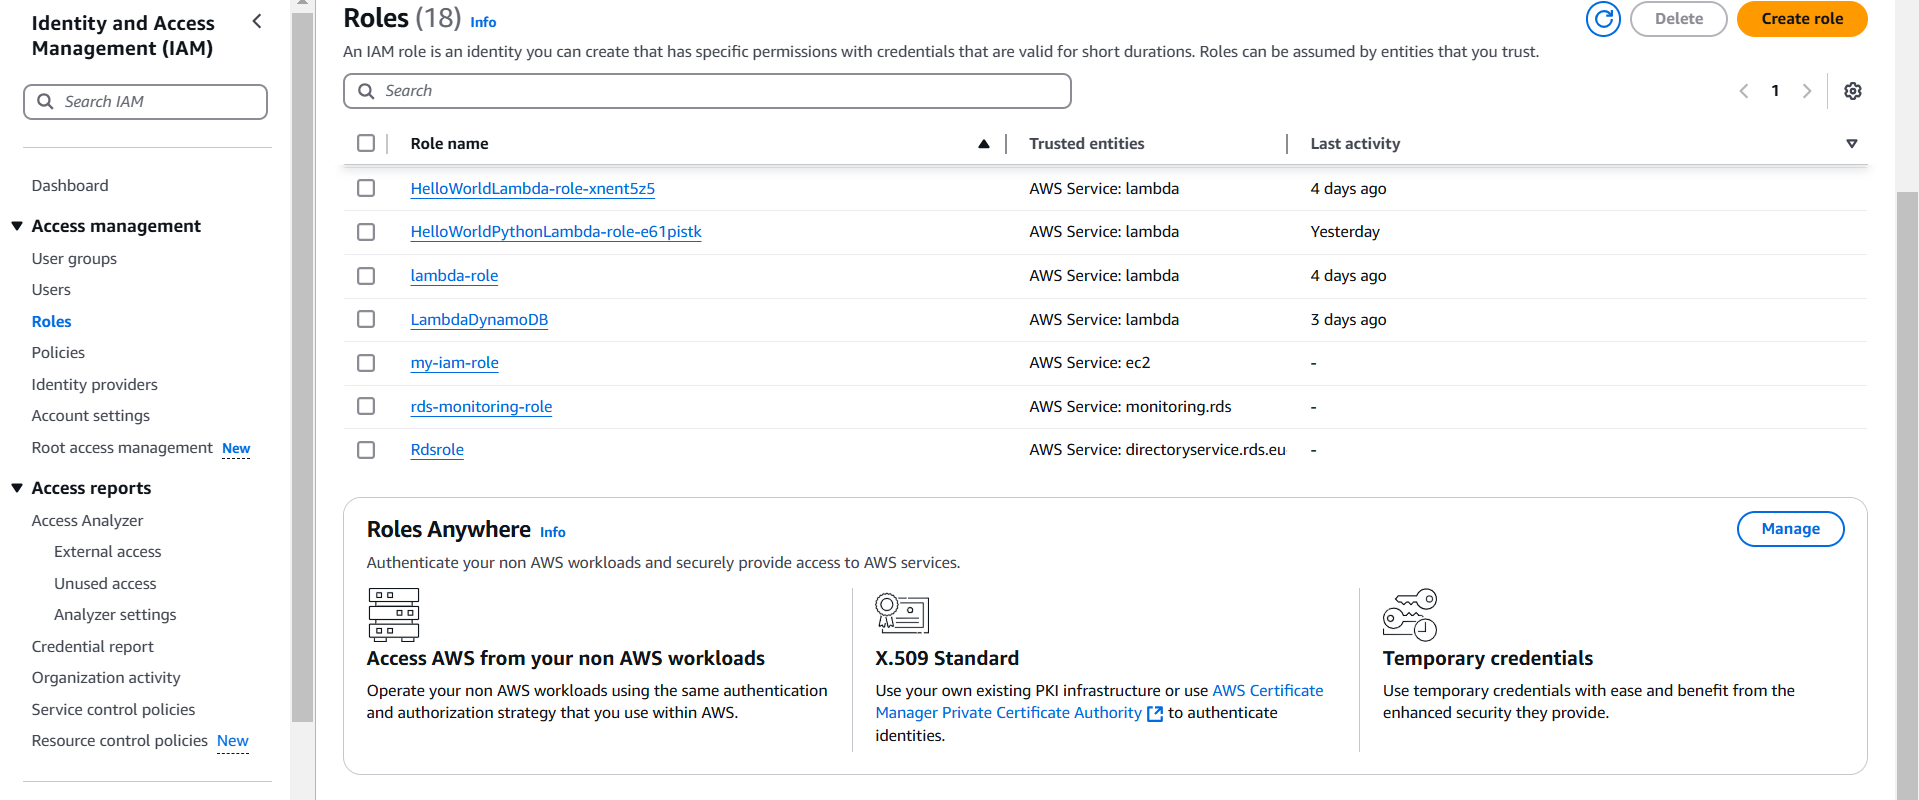 Identity and Access
Management (IAM)
Search IAM
Dashboard
Access management
User groups
Users
Roles
Policies
Identity providers
Account settings
Root access management New
Access reports
Access Analyzer
External access
Unused access
Analyzer settings
Credential report
Organization activity
Service control policies
Resource control policies New
Roles (18) Info
Delete
Create role
An IAM role is an identity you can create that has specific permissions with credentials that are valid for short durations. Roles can be assumed by entities that you trust.
Search
1
Role name Trusted entities Last activity
HelloWorldLambda-role-xnent5z5 AWS Service: lambda 4 days ago
HelloWorldPythonLambda-role-e61pistk AWS Service: lambda Yesterday
lambda-role AWS Service: lambda 4 days ago
LambdaDynamoDB AWS Service: lambda 3 days ago
my-iam-role AWS Service: ec2 -
rds-monitoring-role AWS Service: monitoring.rds -
Rdsrole AWS Service: directoryservice.rds.eu -
Roles Anywhere Info
Manage
Authenticate your non AWS workloads and securely provide access to AWS services.
Access AWS from your non AWS workloads
Operate your non AWS workloads using the same authentication
and authorization strategy that you use within AWS.
X.509 Standard
Use your own existing PKI infrastructure or use AWS Certificate
Manager Private Certificate Authority to authenticate
identities.
Temporary credentials
Use temporary credentials with ease and benefit from the
enhanced security they provide.